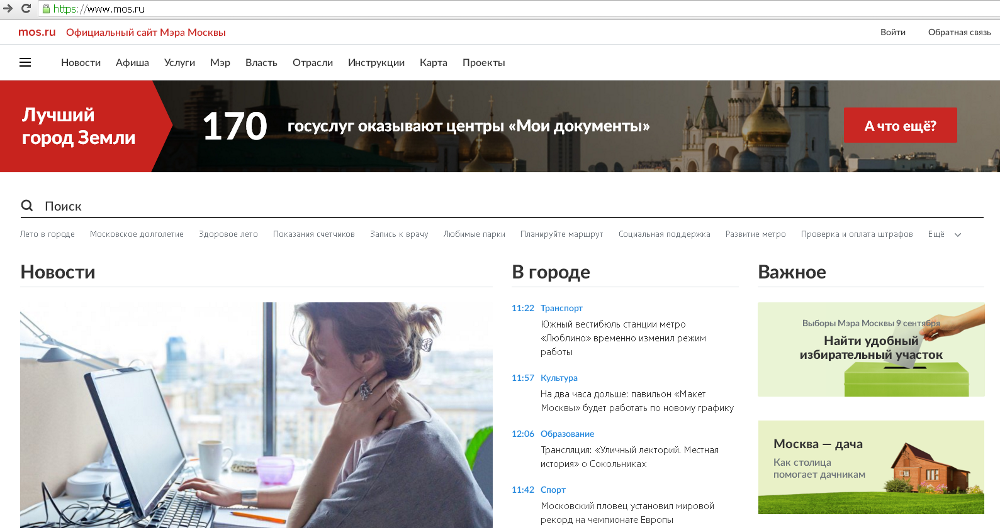 https://www.mos.ru
mos.ru Официальный сайт Мэра Москвы
Войти Обратная связь
Новости Афиша Услуги Мэр Власть Отрасли Инструкции Карта Проекты
Лучший
город Земли
170 госуслуг оказывают центры «Мои документы»
А что ещё?
Поиск
Лето в городе Московское долголетие Здоровое лето Показания счетчиков Запись к врачу Любимые парки Планируйте маршрут Социальная поддержка Развитие метро Проверка и оплата штрафов Ещё
Новости
В городе
11:22 Транспорт
Южный вестибюль станции метро
«Люблино» временно изменил режим
работы
11:57 Культура
На два часа дольше: павильон «Макет
Москвы» будет работать по новому графику
12:06 Образование
Трансляция: «Уличный лекторий. Местная
история» о Сокольниках
11:42 Спорт
Московский пловец установил мировой
рекорд на чемпионате Европы
Важное
Выборы Мэра Москвы 9 сентября
Найти удобный
избирательный участок
Москва — дача
Как столица
помогает дачникам